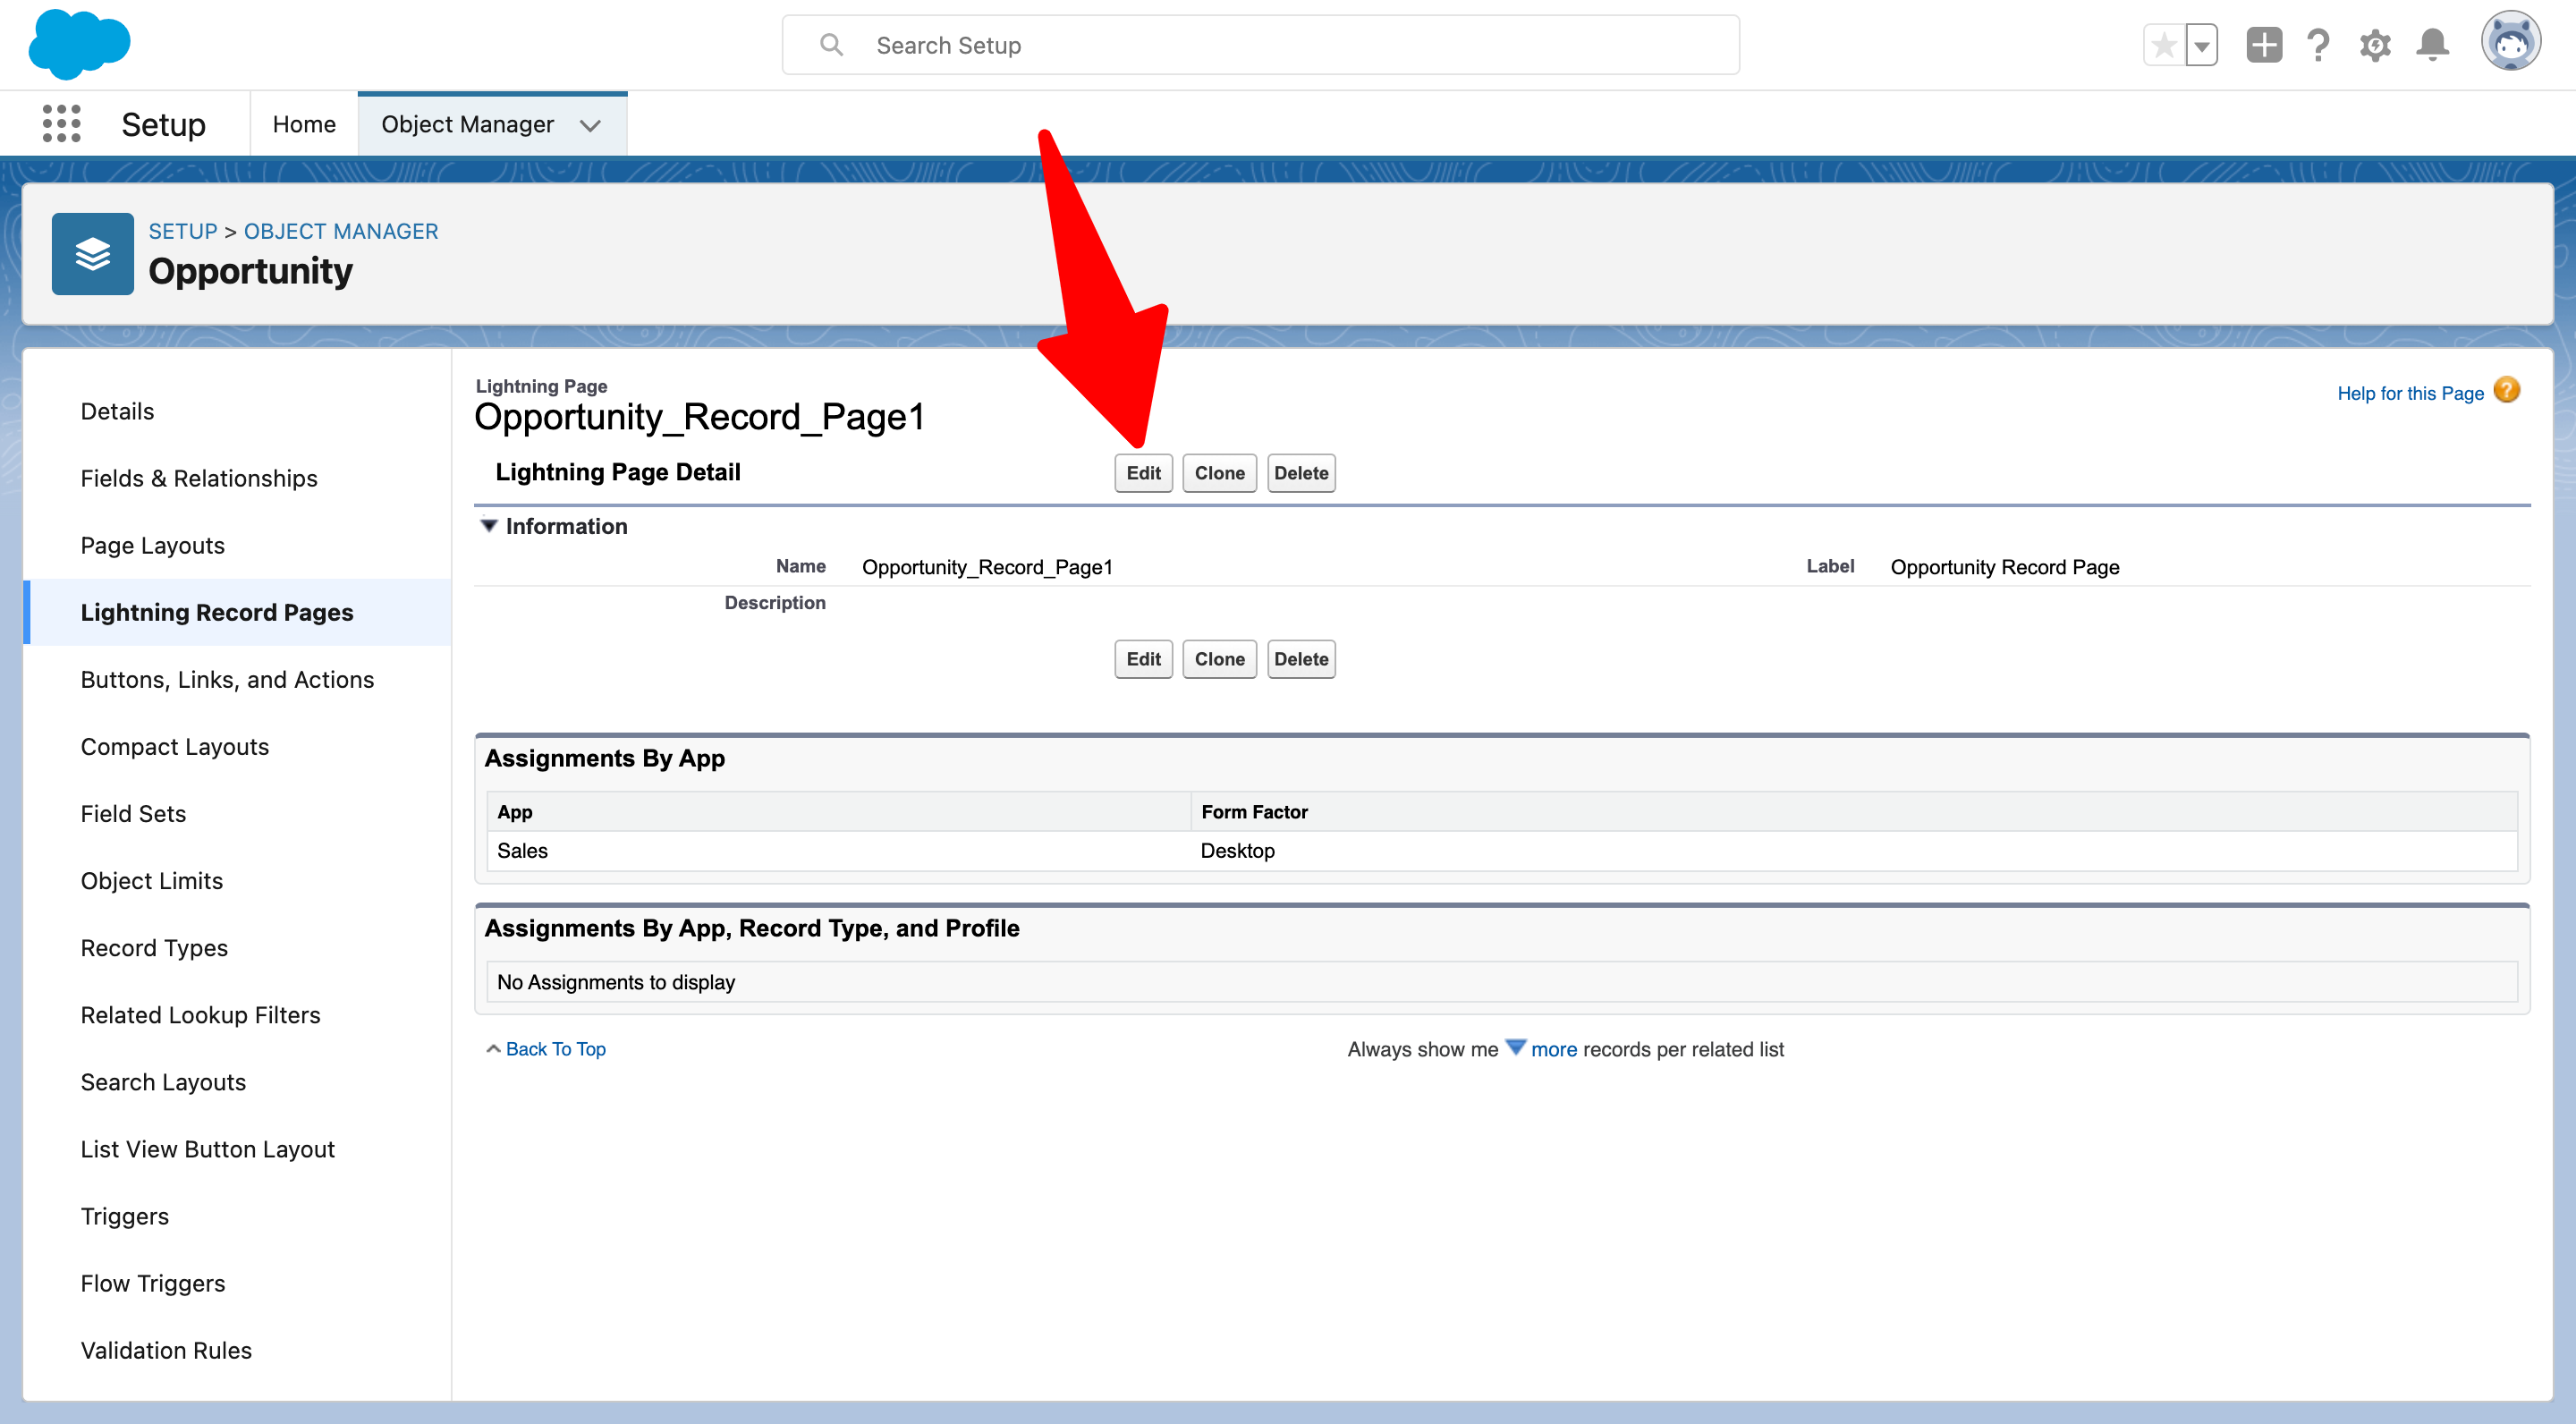 Search Setup
Setup
Home
Object Manager
SETUP > OBJECT MANAGER
Opportunity
Details
Fields & Relationships
Page Layouts
Lightning Record Pages
Buttons, Links, and Actions
Compact Layouts
Field Sets
Object Limits
Record Types
Related Lookup Filters
Search Layouts
List View Button Layout
Triggers
Flow Triggers
Validation Rules
Lightning Page
Opportunity_Record_Page1
Help for this Page ?
Lightning Page Detail
Edit Clone Delete
Information
Name Opportunity_Record_Page1 Label Opportunity Record Page
Description
Edit Clone Delete
Assignments By App
App Form Factor
Sales Desktop
Assignments By App, Record Type, and Profile
No Assignments to display
Back To Top Always show me more records per related list